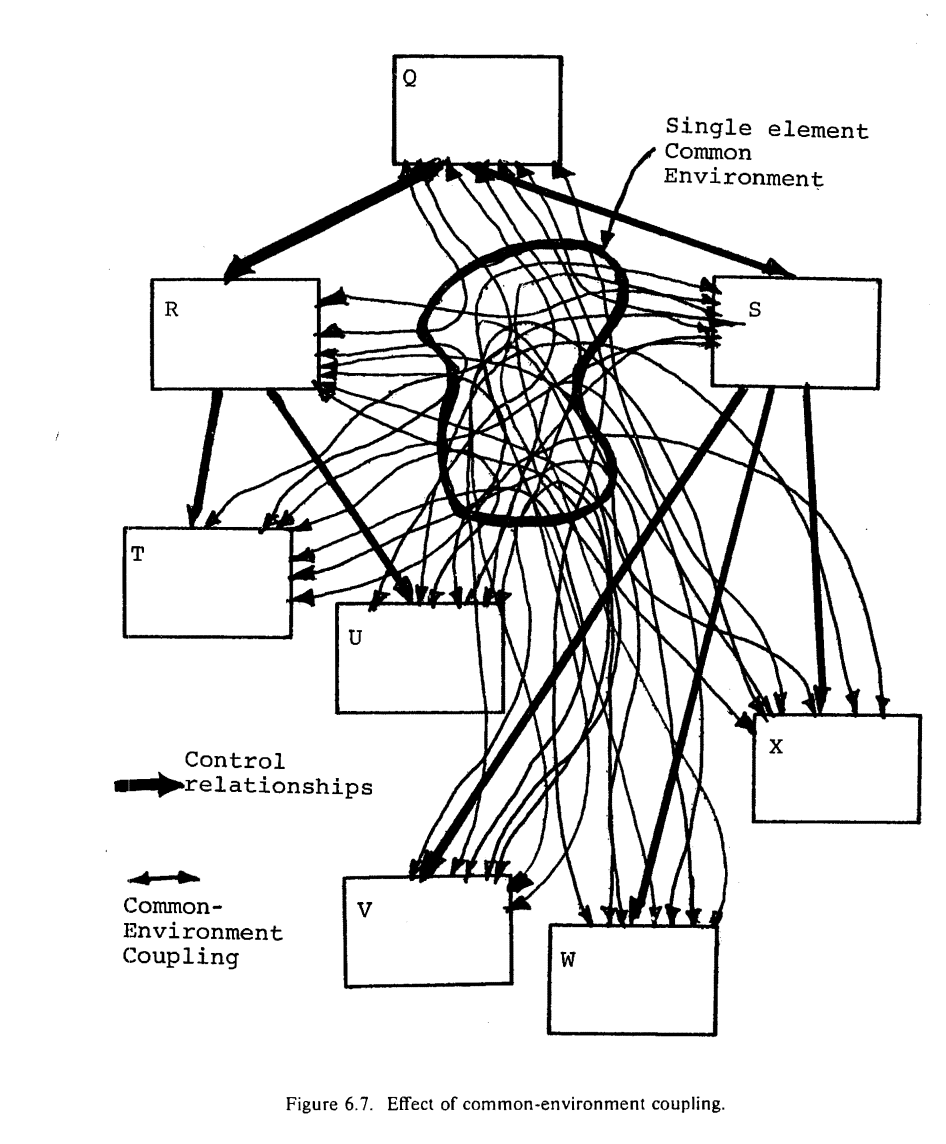 Q
Single element
Common
Environment
R
S
T
U
X
Control
relationships
Common-
Environment
Coupling
V
W
Figure 6.7. Effect of common-environment coupling.